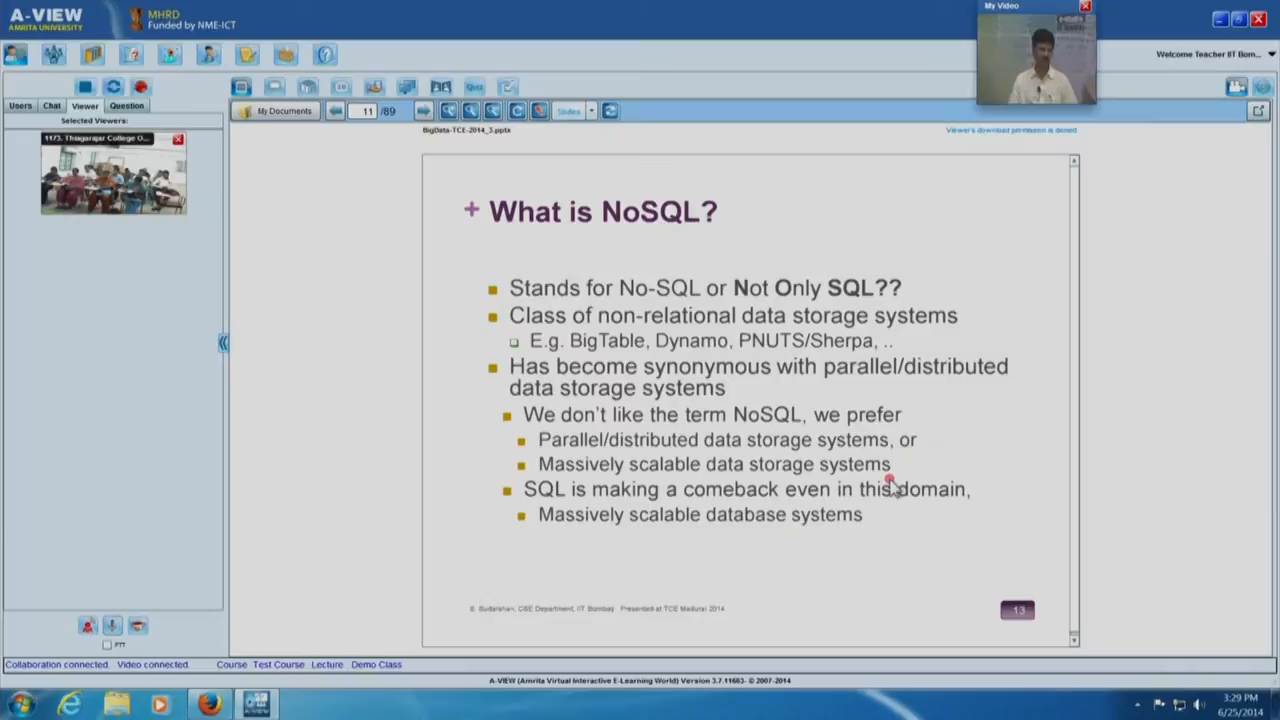 A-VIEW
AMRITA UNIVERSITY
MHRD
Funded by NME-ICT
My Video
Welcome Teacher IIT Bom...
Users Chat Viewer Question
Selected Viewers:
1173. Thiagarajar College O...
My Documents
11 /89
Slides
BigData-TCE-2014_3.pptx
Viewer's download permission is denied
+ What is NoSQL?
Stands for No-SQL or Not Only SQL??
Class of non-relational data storage systems
E.g. BigTable, Dynamo, PNUTS/Sherpa, ..
Has become synonymous with parallel/distributed
data storage systems
We don't like the term NoSQL, we prefer
Parallel/distributed data storage systems, or
Massively scalable data storage systems
SQL is making a comeback even in this domain,
Massively scalable database systems
S. Sudarshan, CSE Department, IIT Bombay Presented at TCE Madurai 2014
13
PTT
Collaboration connected Video connected Course Test Course Lecture Demo Class
A-VIEW (Amrita Virtual Interactive E-Learning World) Version 3.7.11663- © 2007-2014
3:29 PM
6/25/2014